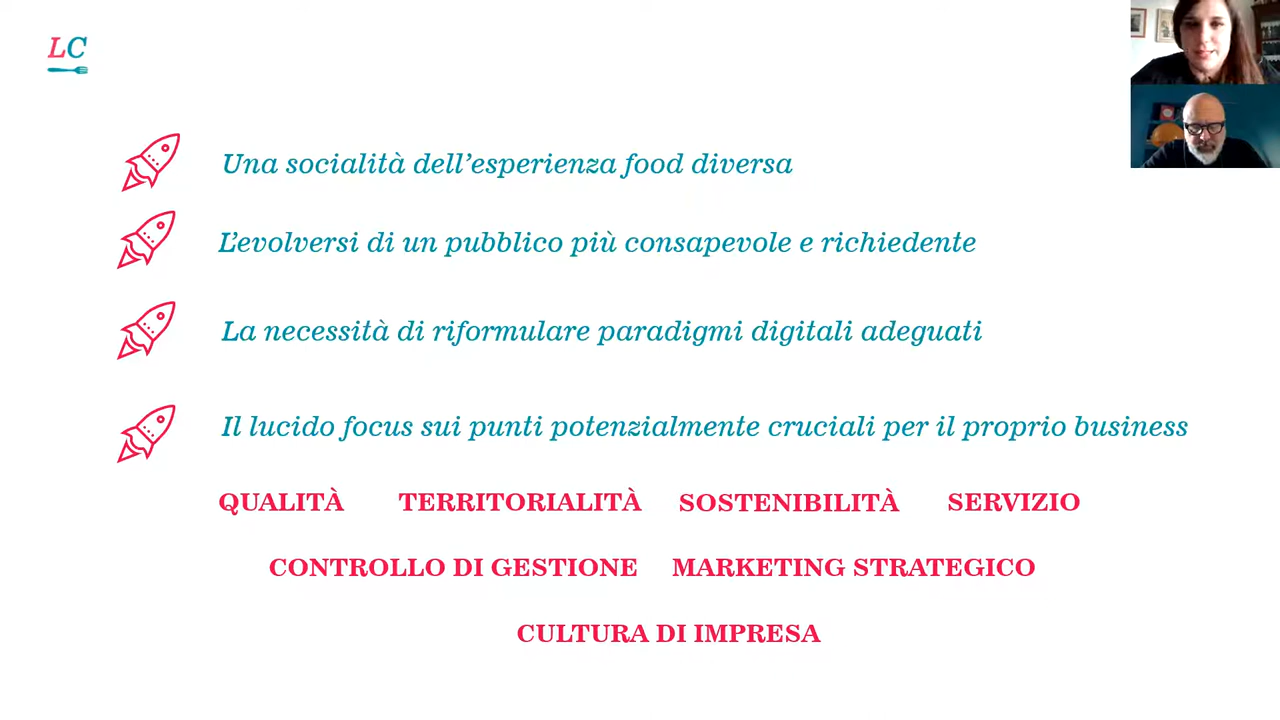 LC
Una socialità dell’esperienza food diversa
L’evolversi di un pubblico più consapevole e richiedente
La necessità di riformulare paradigmi digitali adeguati
Il lucido focus sui punti potenzialmente cruciali per il proprio business
QUALITÀ TERRITORIALITÀ SOSTENIBILITÀ SERVIZIO
CONTROLLO DI GESTIONE MARKETING STRATEGICO
CULTURA DI IMPRESA